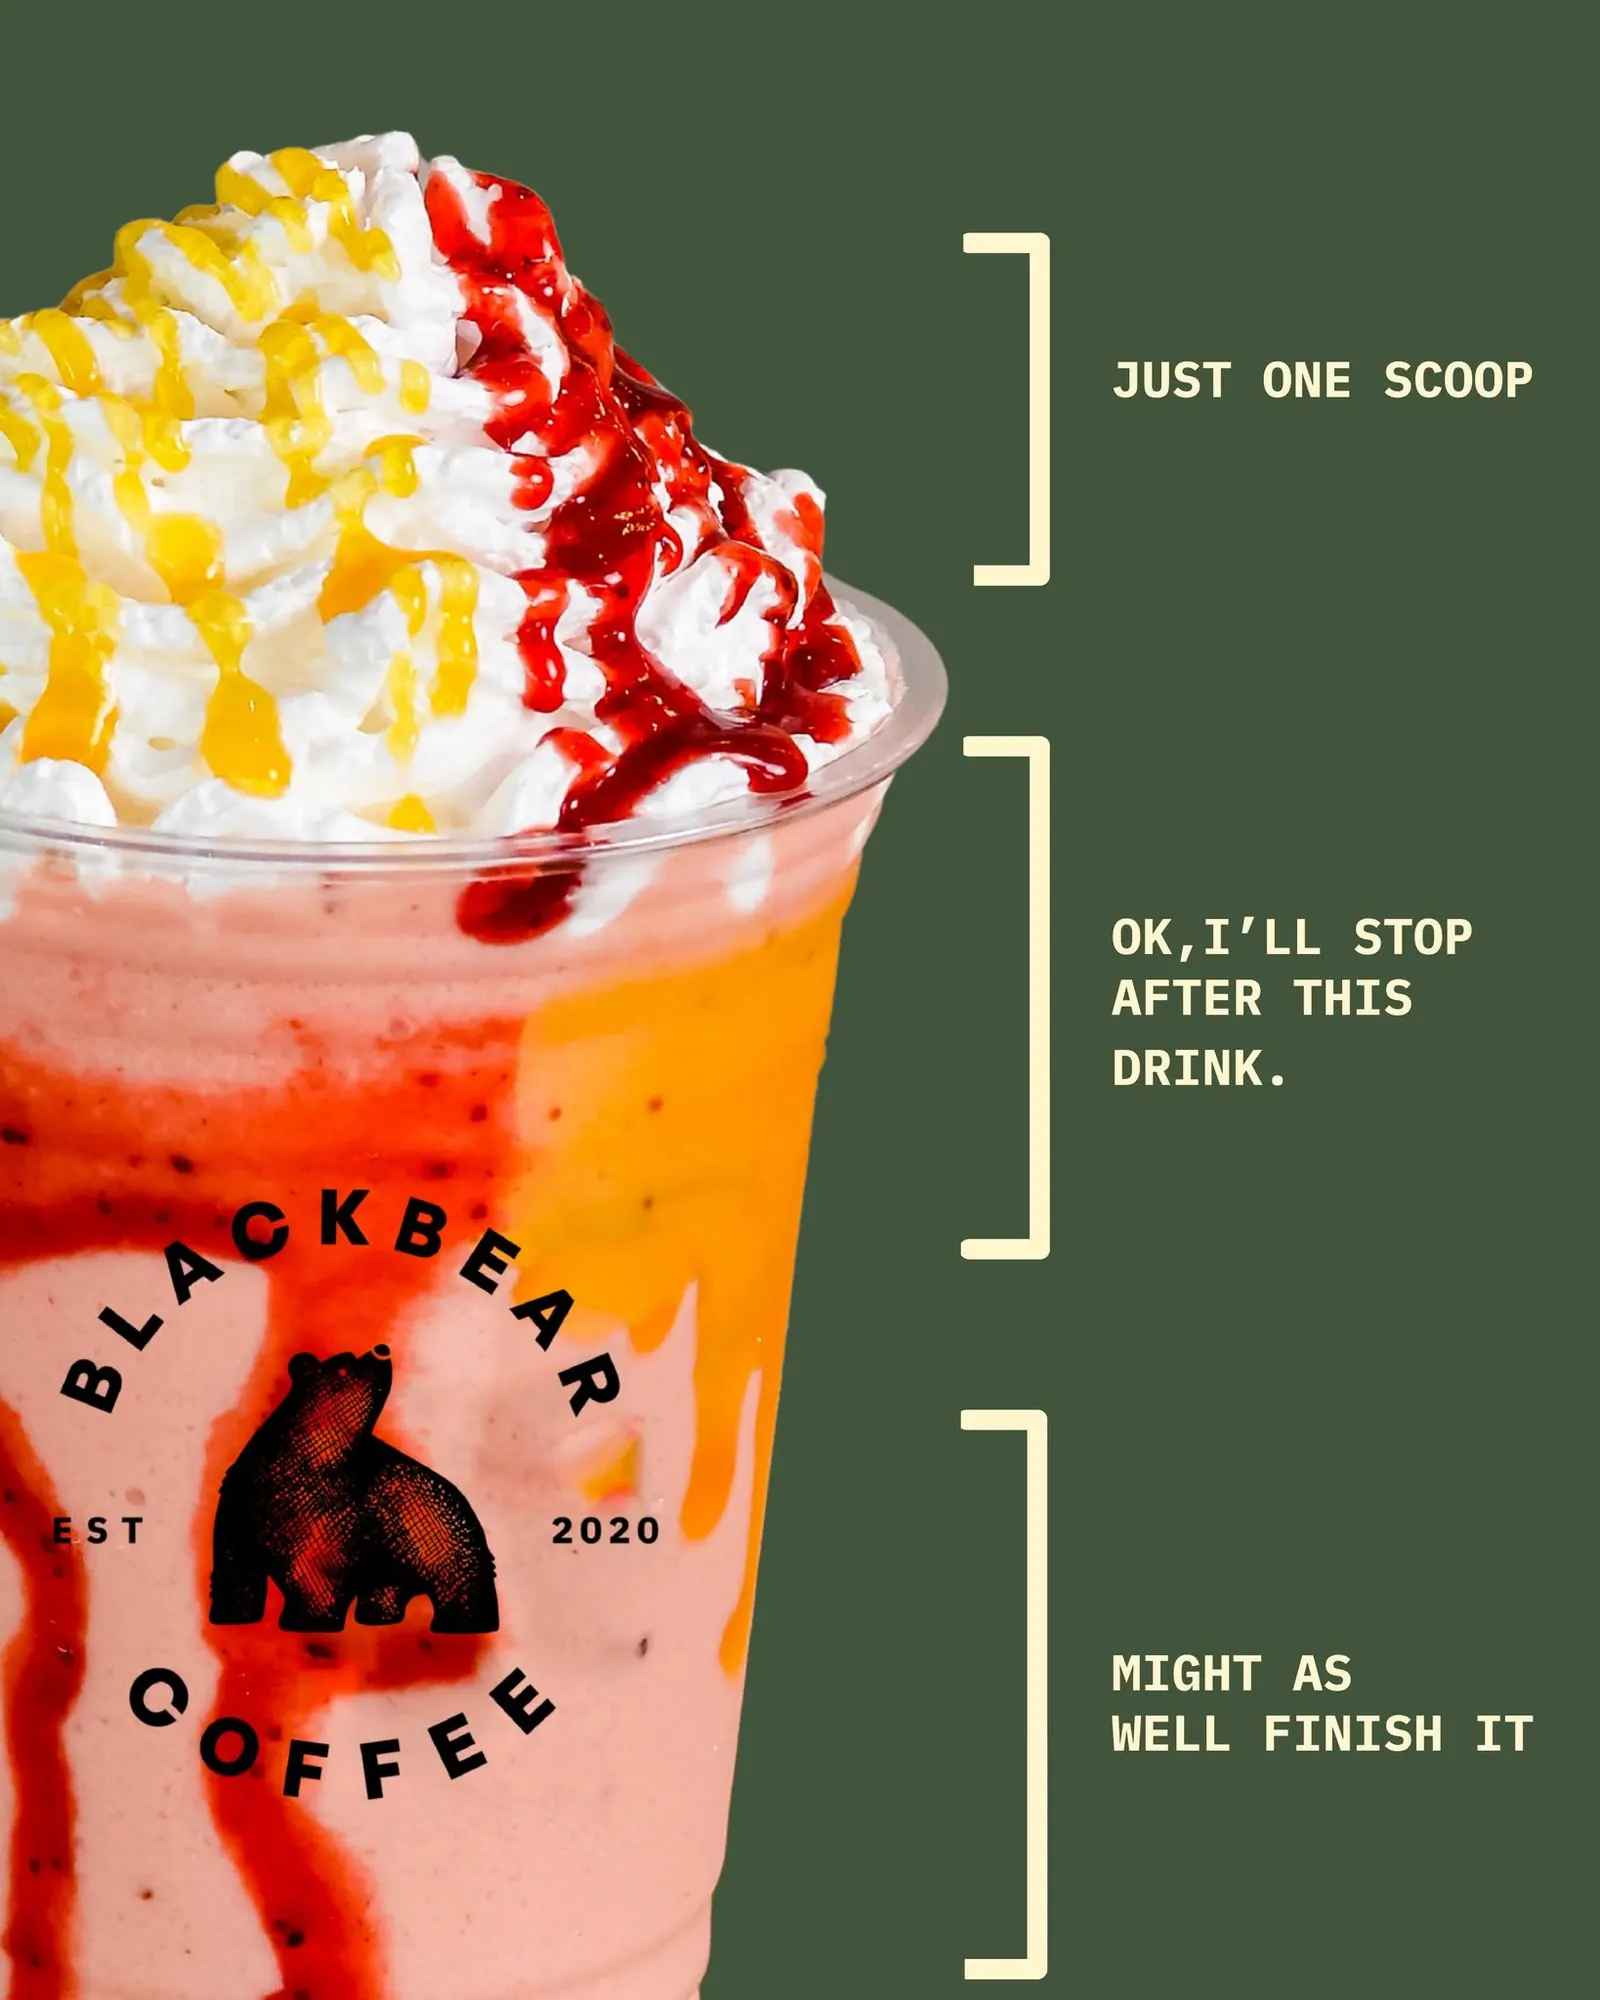 JUST ONE SCOOP
OK,I’LL STOP
AFTER THIS
DRINK.
BLACKBEAR
EST 2020
COFFEE
MIGHT AS
WELL FINISH IT